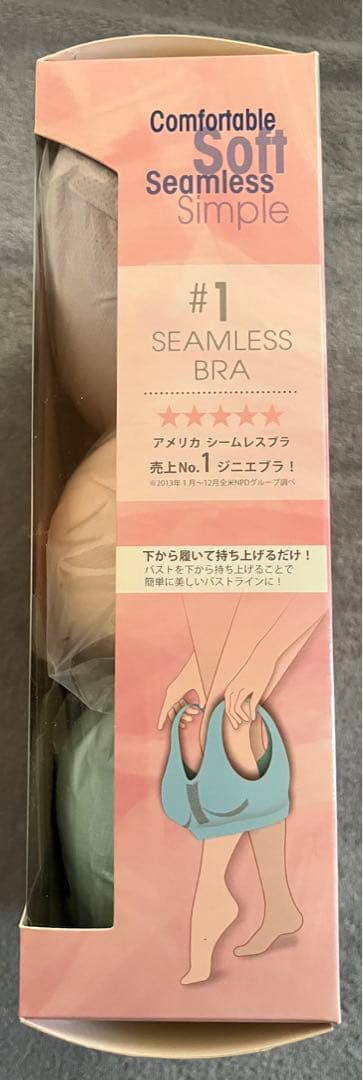 Comfortable
Soft
Seamless
Simple
#1
SEAMLESS
BRA
アメリカ シームレスブラ
売上No.1 ジニエブラ！
※2013年1月〜12月全米NPDグループ調べ
下から履いて持ち上げるだけ！
バストを下から持ち上げることで
簡単に美しいバストラインに！